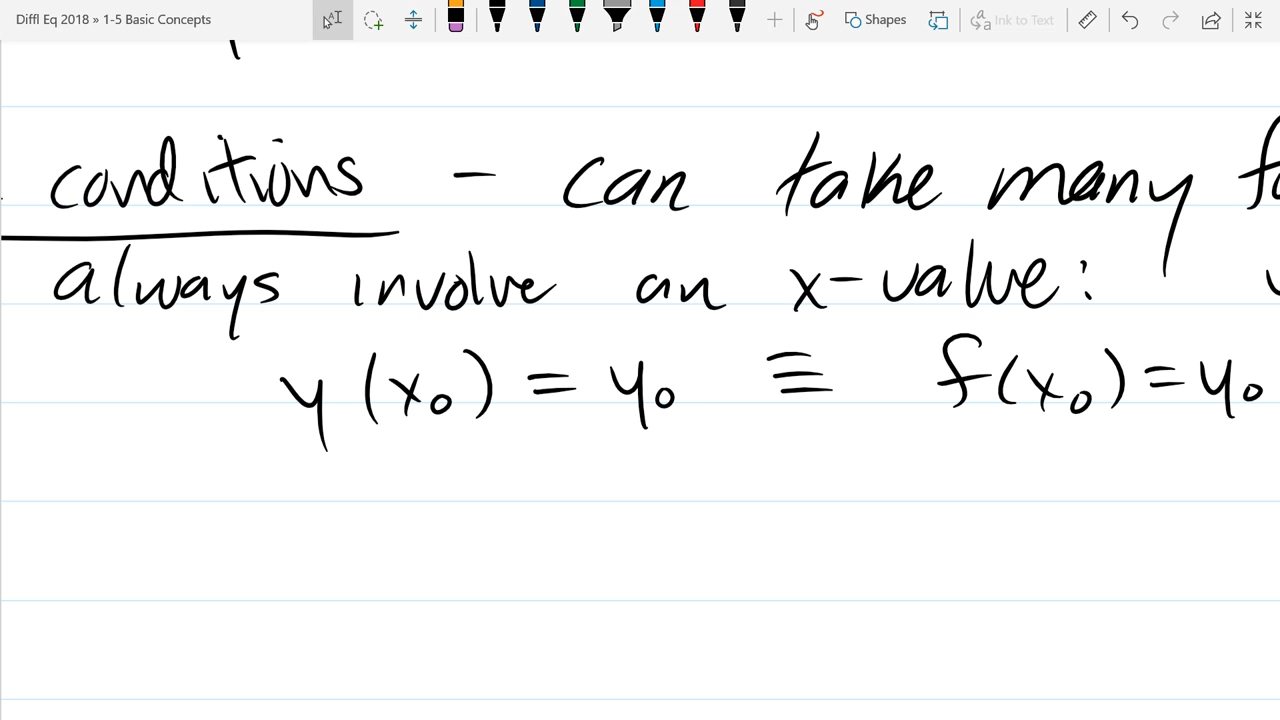 Diffl Eq 2018 » 1-5 Basic Concepts Shapes Ink to Text
conditions - can take many
always involve an x-value:
y(x₀) = y₀ ≡ f(x₀) = y₀